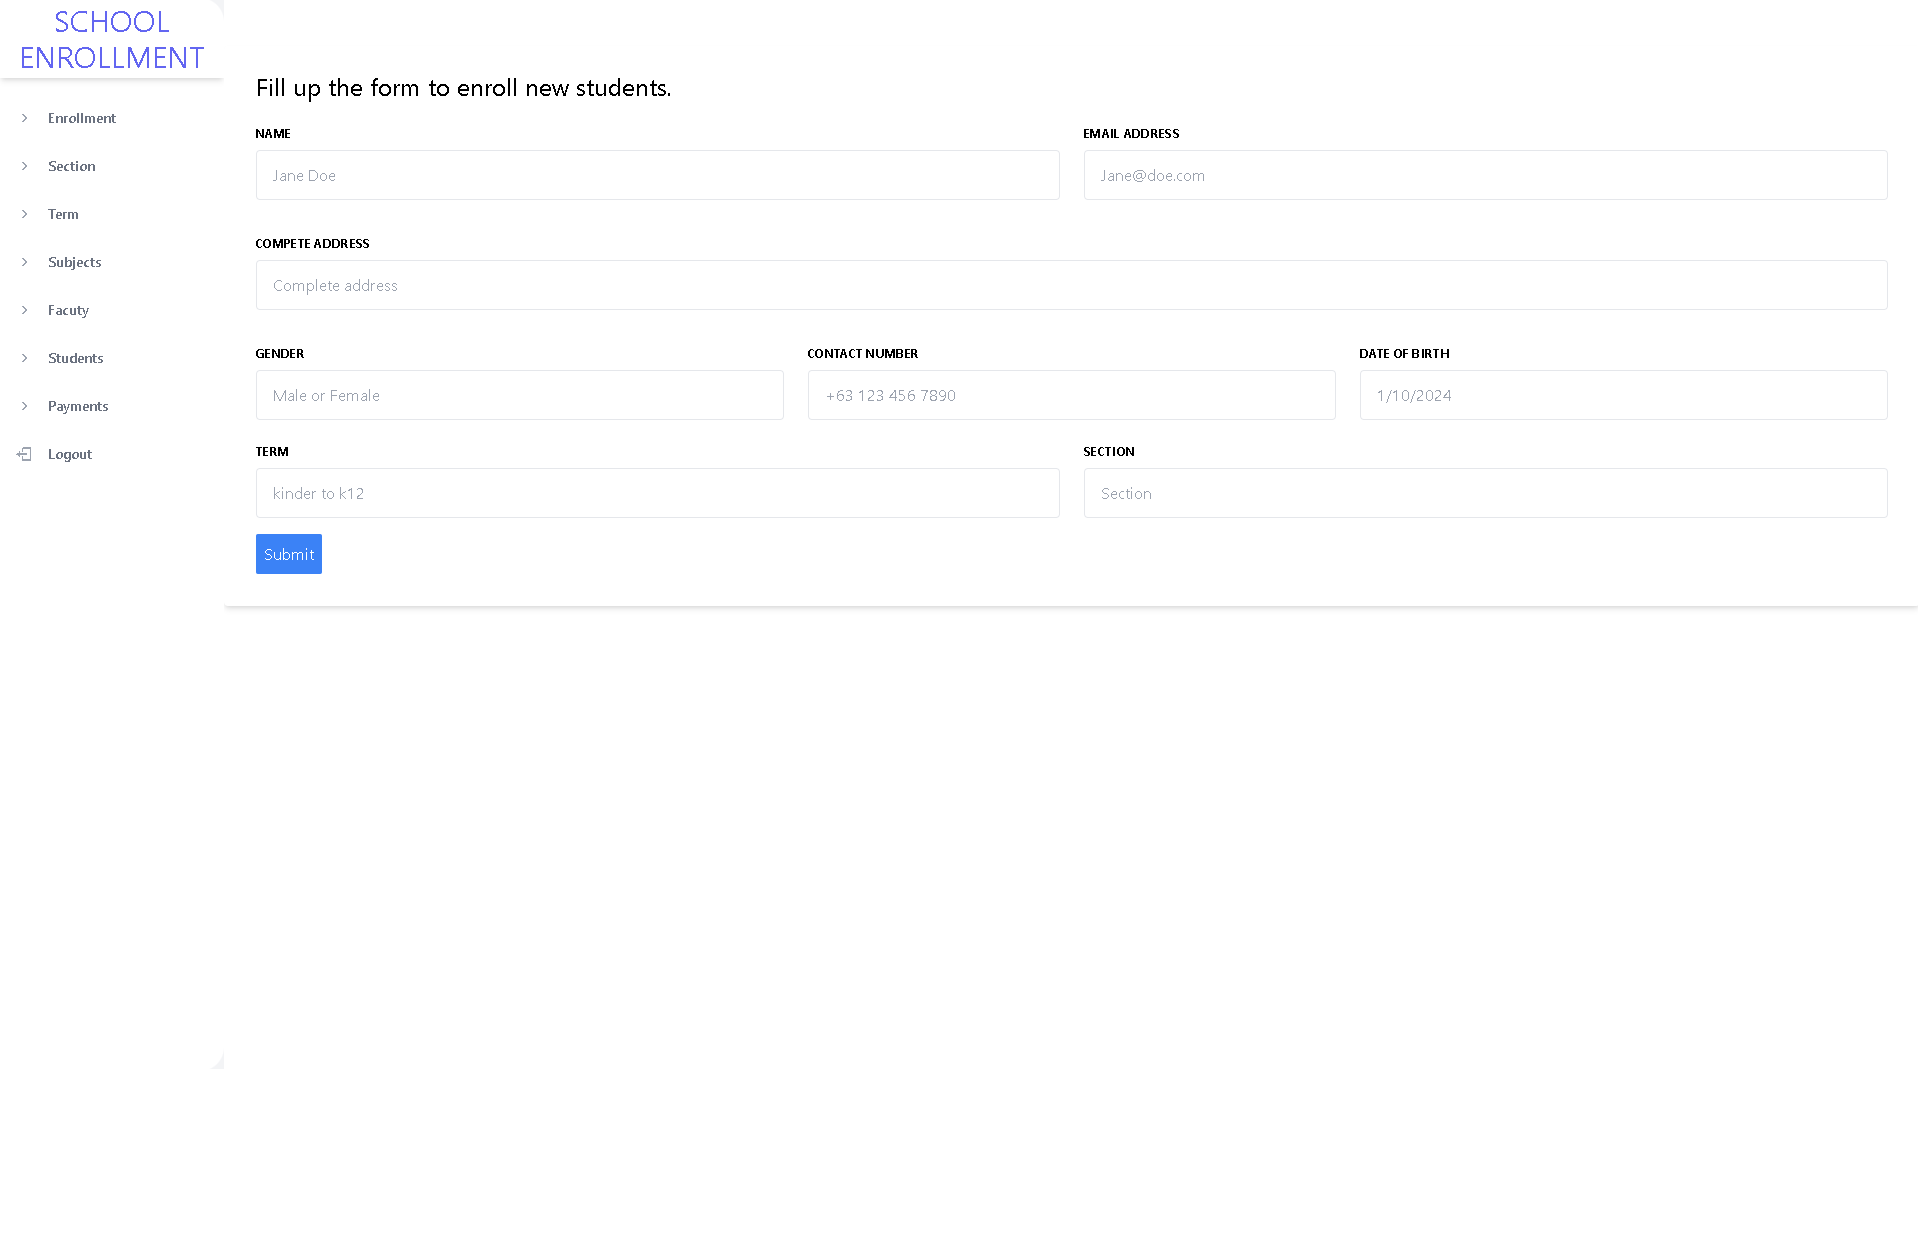 SCHOOL
ENROLLMENT
Enrollment
Section
Term
Subjects
Facuty
Students
Payments
Logout
Fill up the form to enroll new students.
NAME
Jane Doe
EMAIL ADDRESS
Jane@doe.com
COMPETE ADDRESS
Complete address
GENDER
Male or Female
CONTACT NUMBER
+63 123 456 7890
DATE OF BIRTH
1/10/2024
TERM
kinder to k12
SECTION
Section
Submit